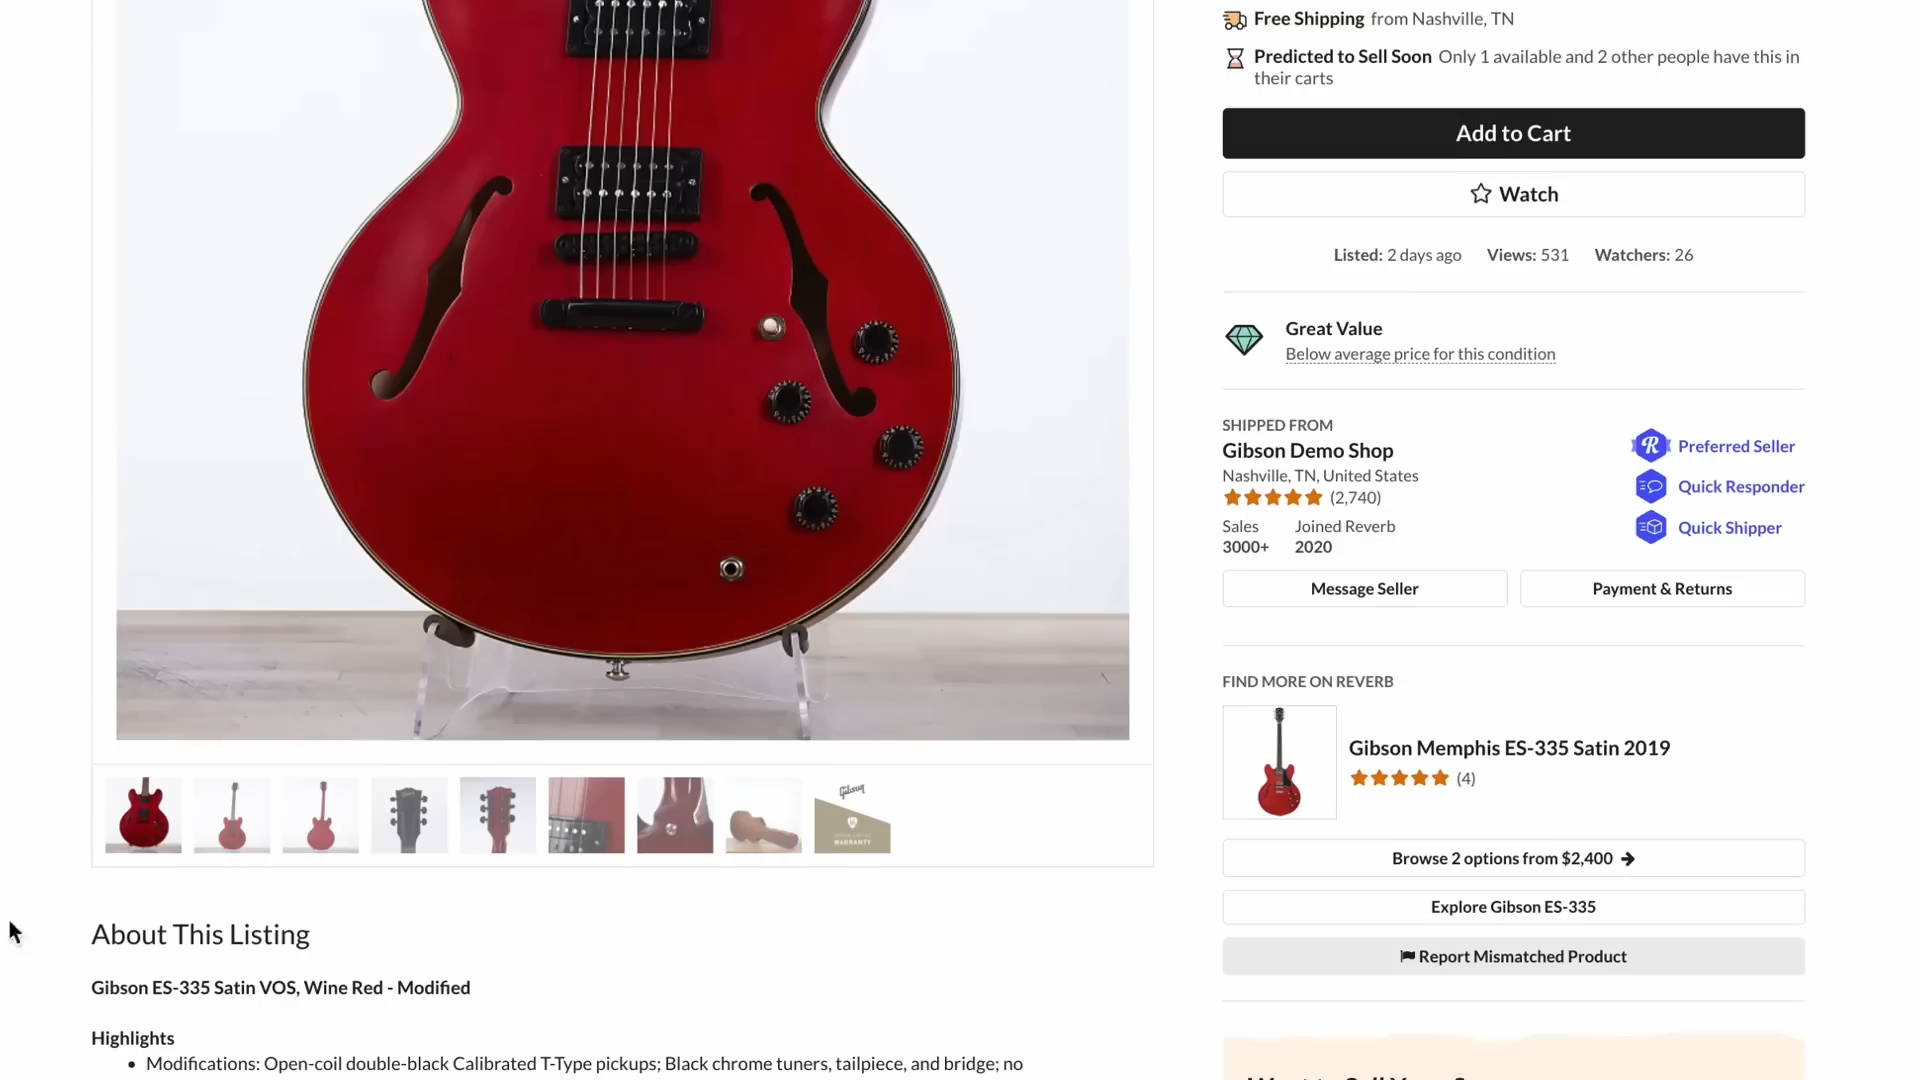 Free Shipping from Nashville, TN
Predicted to Sell Soon Only 1 available and 2 other people have this in
their carts
Add to Cart
Watch
Listed: 2 days ago Views: 531 Watchers: 26
Great Value
Below average price for this condition
SHIPPED FROM
Gibson Demo Shop
Nashville, TN, United States
(2,740)
Preferred Seller
Quick Responder
Quick Shipper
Sales Joined Reverb
3000+ 2020
Message Seller Payment & Returns
FIND MORE ON REVERB
Gibson Memphis ES-335 Satin 2019
(4)
Browse 2 options from $2,400
Explore Gibson ES-335
Report Mismatched Product
Gibson
WARRANTY
About This Listing
Gibson ES-335 Satin VOS, Wine Red - Modified
Highlights
• Modifications: Open-coil double-black Calibrated T-Type pickups; Black chrome tuners, tailpiece, and bridge; no